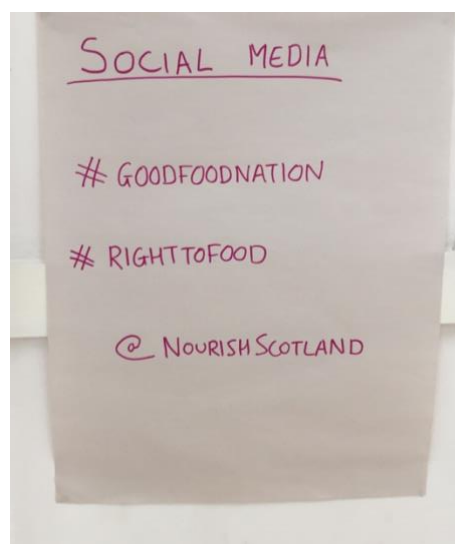 SOCIAL MEDIA
# GOODFOODNATION
# RIGHTTOFOOD
@ NOURISHSCOTLAND